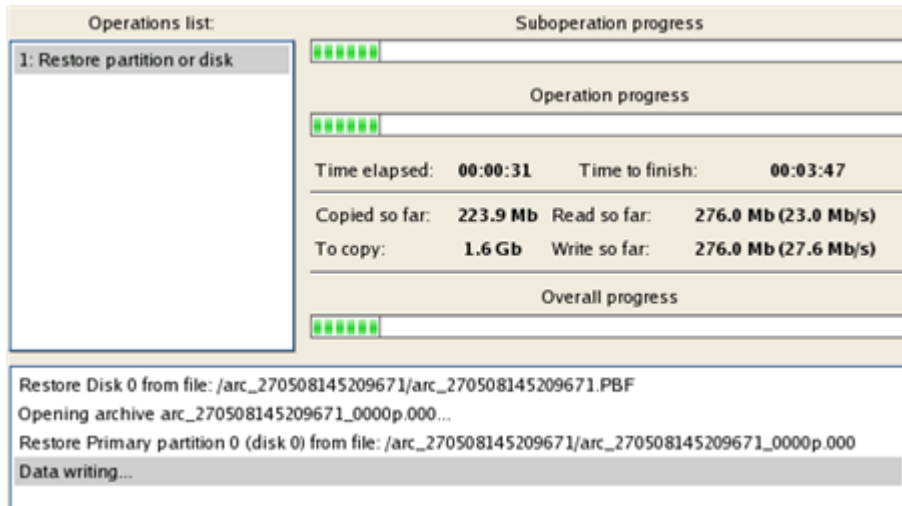 Operations list:
1: Restore partition or disk
Suboperation progress
Operation progress
Time elapsed: 00:00:31 Time to finish: 00:03:47
Copied so far: 223.9 Mb Read so far: 276.0 Mb (23.0 Mb/s)
To copy: 1.6 Gb Write so far: 276.0 Mb (27.6 Mb/s)
Overall progress
Restore Disk 0 from file: /arc_270508145209671/arc_270508145209671.PBF
Opening archive arc_270508145209671_0000p.000...
Restore Primary partition 0 (disk 0) from file: /arc_270508145209671/arc_270508145209671_0000p.000
Data writing...